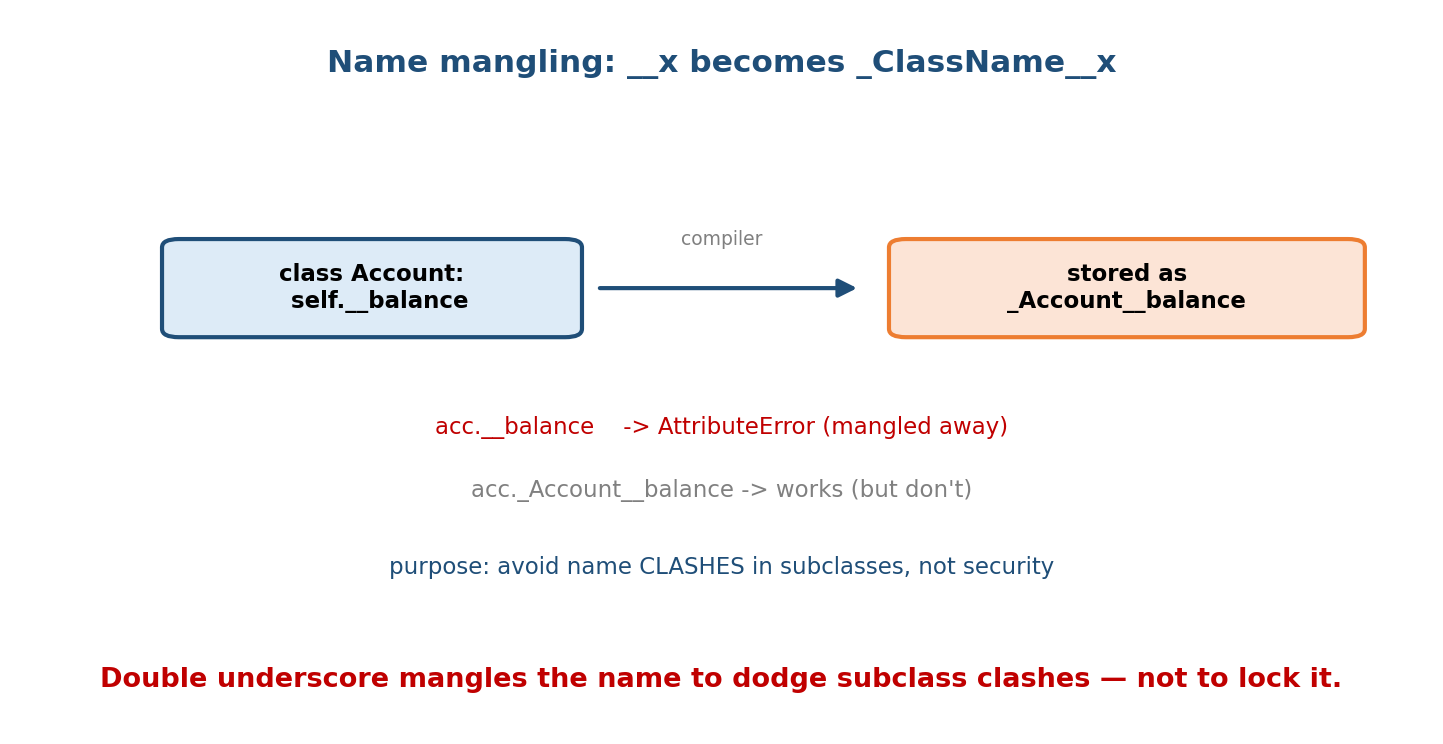 Name mangling: __x becomes _ClassName__x
compiler
class Account:
self.__balance
stored as
_Account__balance
acc.__balance    -> AttributeError (mangled away)
acc._Account__balance -> works (but don't)
purpose: avoid name CLASHES in subclasses, not security
Double underscore mangles the name to dodge subclass clashes — not to lock it.